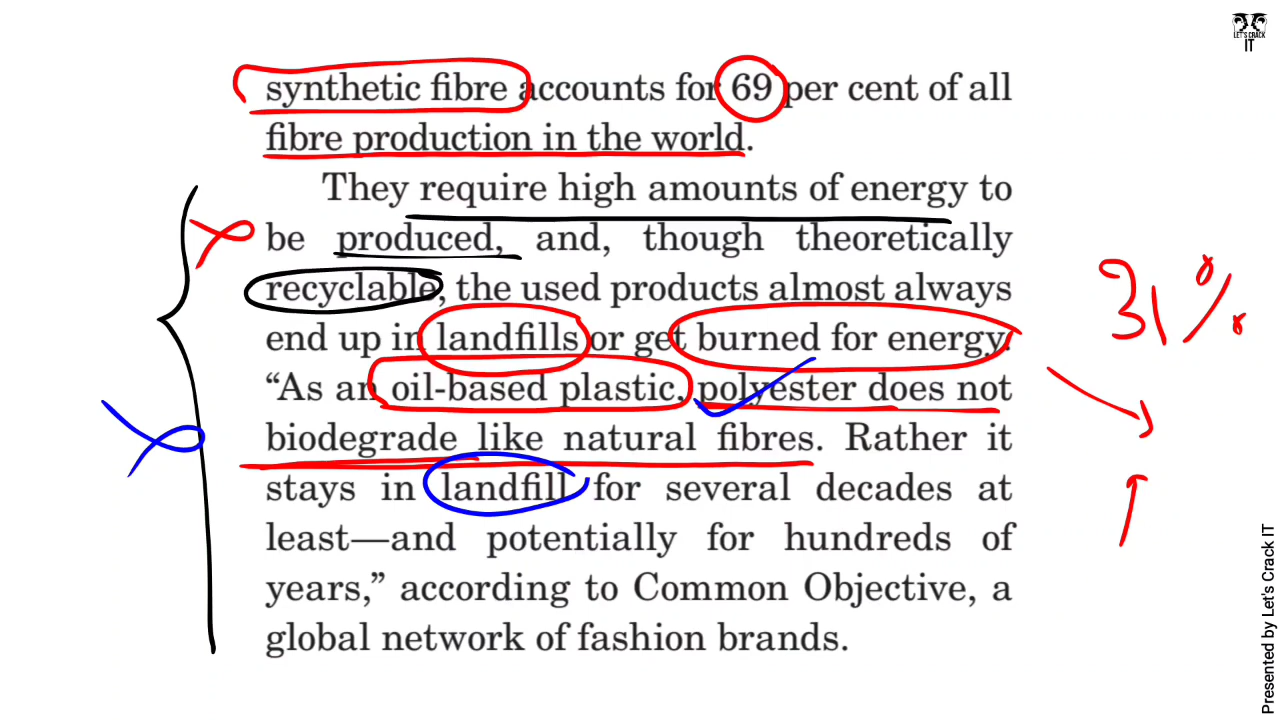 LET'S CRACK
IT
synthetic fibre accounts for 69 per cent of all
fibre production in the world.
They require high amounts of energy to
be produced, and, though theoretically
recyclable, the used products almost always
end up in landfills or get burned for energy.
“As an oil-based plastic, polyester does not
biodegrade like natural fibres. Rather it
stays in landfill for several decades at
least—and potentially for hundreds of
years,” according to Common Objective, a
global network of fashion brands.
31%
Presented by Let's Crack IT